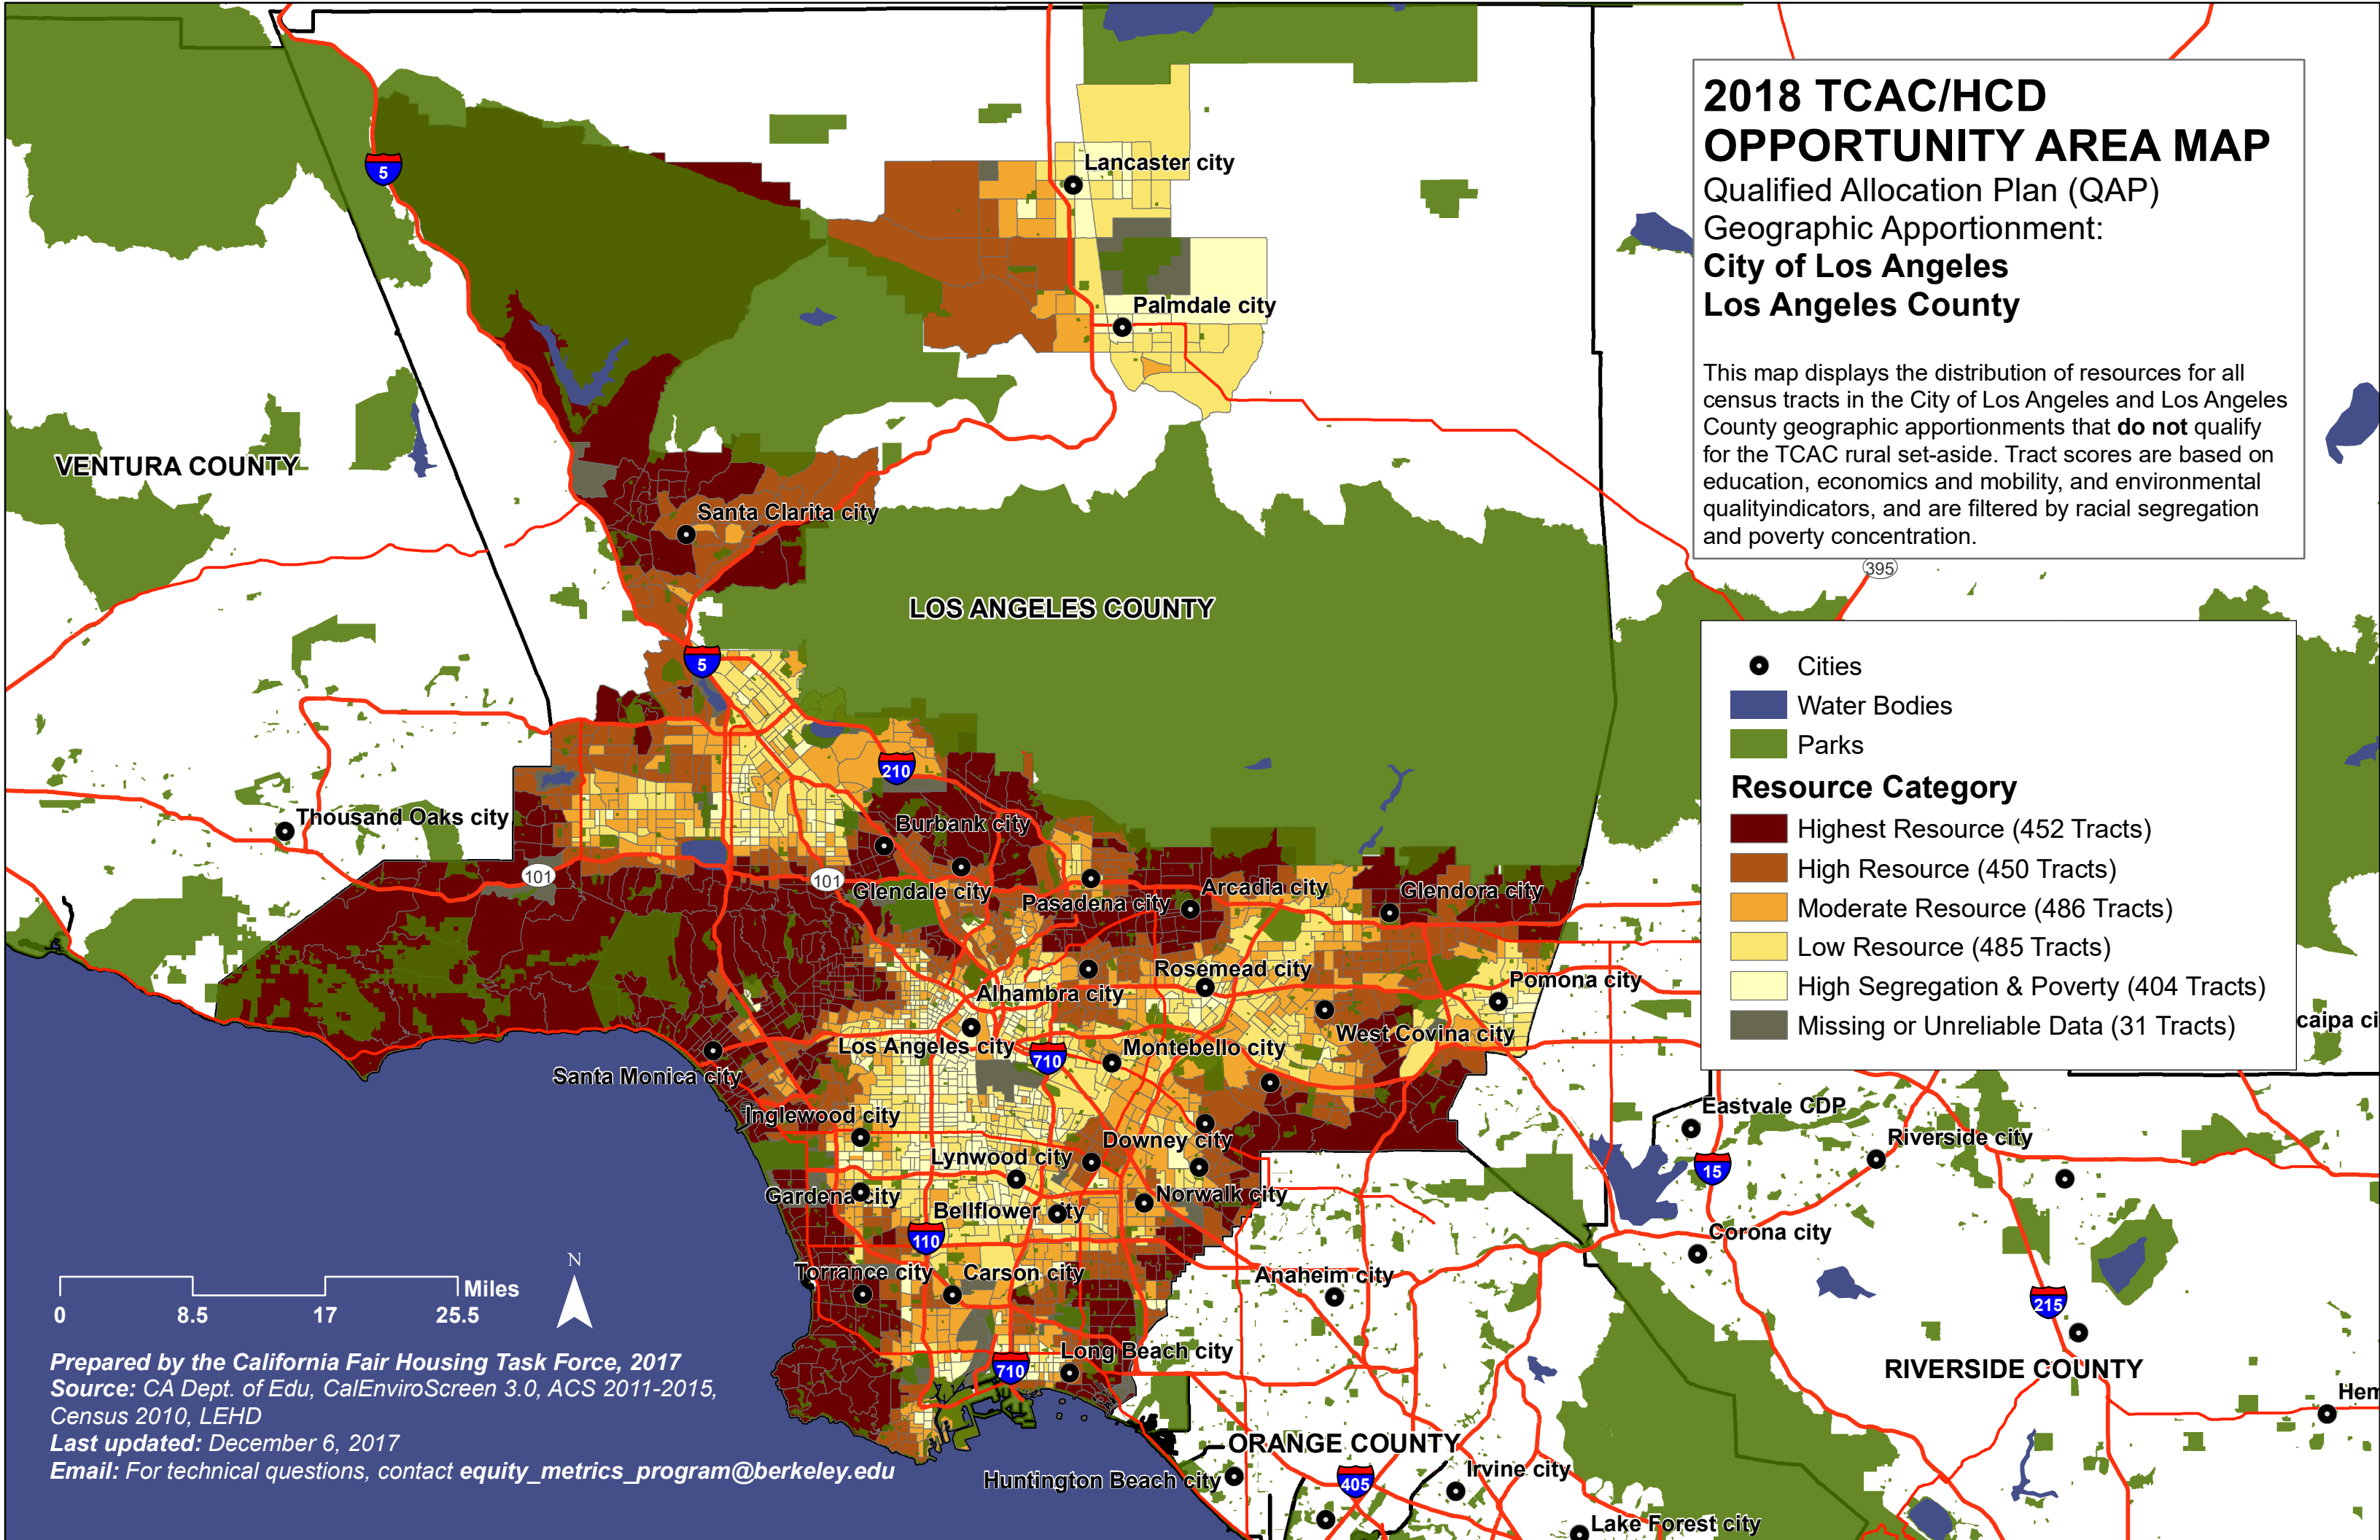 2018 TCAC/HCD
OPPORTUNITY AREA MAP
Qualified Allocation Plan (QAP)
Geographic Apportionment:
City of Los Angeles
Los Angeles County
This map displays the distribution of resources for all
census tracts in the City of Los Angeles and Los Angeles
County geographic apportionments that do not qualify
for the TCAC rural set-aside. Tract scores are based on
education, economics and mobility, and environmental
qualityindicators, and are filtered by racial segregation
and poverty concentration.
395
Cities
Water Bodies
Parks
Resource Category
Highest Resource (452 Tracts)
High Resource (450 Tracts)
Moderate Resource (486 Tracts)
Low Resource (485 Tracts)
High Segregation & Poverty (404 Tracts)
Missing or Unreliable Data (31 Tracts)
5
Lancaster city
Palmdale city
VENTURA COUNTY
Santa Clarita city
LOS ANGELES COUNTY
5
210
Thousand Oaks city
Burbank city
101
101
Glendale city
Pasadena city
Arcadia city
Glendora city
Rosemead city
Pomona city
Alhambra city
caipa ci
West Covina city
Los Angeles city
710
Montebello city
Santa Monica city
Inglewood city
Eastvale CDP
Downey city
Riverside city
Lynwood city
15
Gardena city
Norwalk city
Bellflower city
110
Corona city
Torrance city
Carson city
Anaheim city
215
Long Beach city
710
RIVERSIDE COUNTY
Hem
ORANGE COUNTY
Huntington Beach city
Irvine city
405
Lake Forest city
N
Miles
0 8.5 17 25.5
Prepared by the California Fair Housing Task Force, 2017
Source: CA Dept. of Edu, CalEnviroScreen 3.0, ACS 2011-2015,
Census 2010, LEHD
Last updated: December 6, 2017
Email: For technical questions, contact equity_metrics_program@berkeley.edu